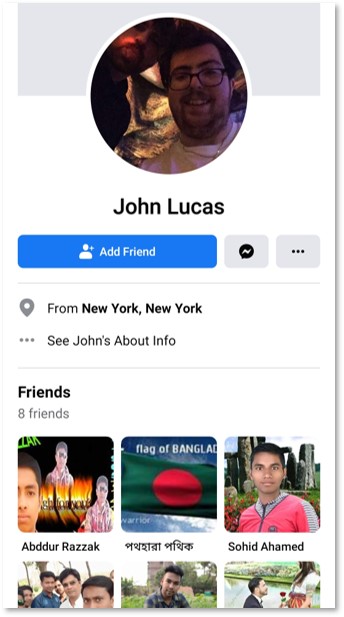 John Lucas
Add Friend
From New York, New York
See John's About Info
Friends
8 friends
flag of BANGLAD
warrior
Abddur Razzak
পথহারা পথিক
Sohid Ahamed